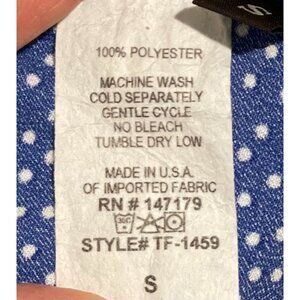 S
100% POLYESTER
MACHINE WASH
COLD SEPARATELY
GENTLE CYCLE
NO BLEACH
TUMBLE DRY LOW
MADE IN U.S.A.
OF IMPORTED FABRIC
RN # 147179
STYLE# TF-1459
S